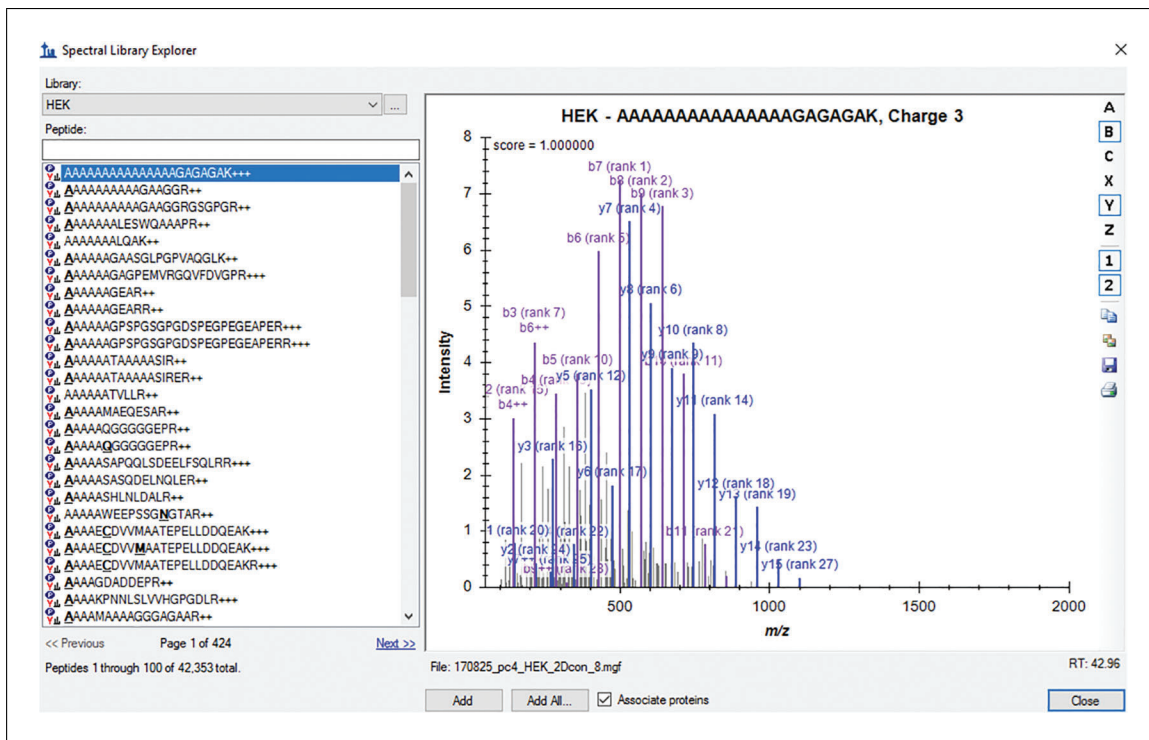 Spectral Library Explorer
Library:
HEK
...
Peptide:
AAAAAAAAAAAAAAAGAGAGAK+++
AAAAAAAAAAGAAGGR++
AAAAAAAAAAGAAGGRGSGPGR++
AAAAAAALESWQAAAPR++
AAAAAAALQAK++
AAAAAAGAASGLPGPVAQGLK++
AAAAAAGAGPEMVRGQVFDVGPR+++
AAAAAAGEAR++
AAAAAAGEARR++
AAAAAAGPSPGSGPGDSPEGPEGEAPER+++
AAAAAAGPSPGSGPGDSPEGPEGEAPERR+++
AAAAAATAAAAASIR++
AAAAAATAAAAASIRER++
AAAAAATVLLR++
AAAAAMAEQESAR++
AAAAAQGGGGGEPR++
AAAAAQGGGGGEPR++
AAAAASAPQQLSDEELFSQLRR+++
AAAAASASQDELNQLER++
AAAAASHLNLDALR++
AAAAAWEEPSSGNGTAR++
AAAAECDVVMAATEPELLDDQEAK+++
AAAAECDVVMAATEPELLDDQEAK+++
AAAAECDVVMAATEPELLDDQEAKR+++
AAAAGDADDEPR++
AAAAKPNNLSLVVHGPGDLR+++
AAAAMAAAAGGGAGAAR++
<< Previous Page 1 of 424 Next >>
Peptides 1 through 100 of 42,353 total.
HEK - AAAAAAAAAAAAAAAGAGAGAK, Charge 3
score = 1.000000
b7 (rank 1)
b8 (rank 2)
b9 (rank 3)
y7 (rank 4)
b6 (rank 5)
y8 (rank 6)
b3 (rank 7)
b6++
y10 (rank 8)
y9 (rank 9)
b5 (rank 10)
y5 (rank 12)
b4++
y11 (rank 14)
y3 (rank 16)
y6 (rank 17)
y12 (rank 18)
y13 (rank 19)
b11 (rank 21)
y14 (rank 23)
y15 (rank 27)
Intensity
8
7
6
5
4
3
2
1
0
500 1000 1500 2000
m/z
A
B
C
X
Y
Z
1
2
File: 170825_pc4_HEK_2Dcon_8.mgf RT: 42.96
Add Add All... Associate proteins Close